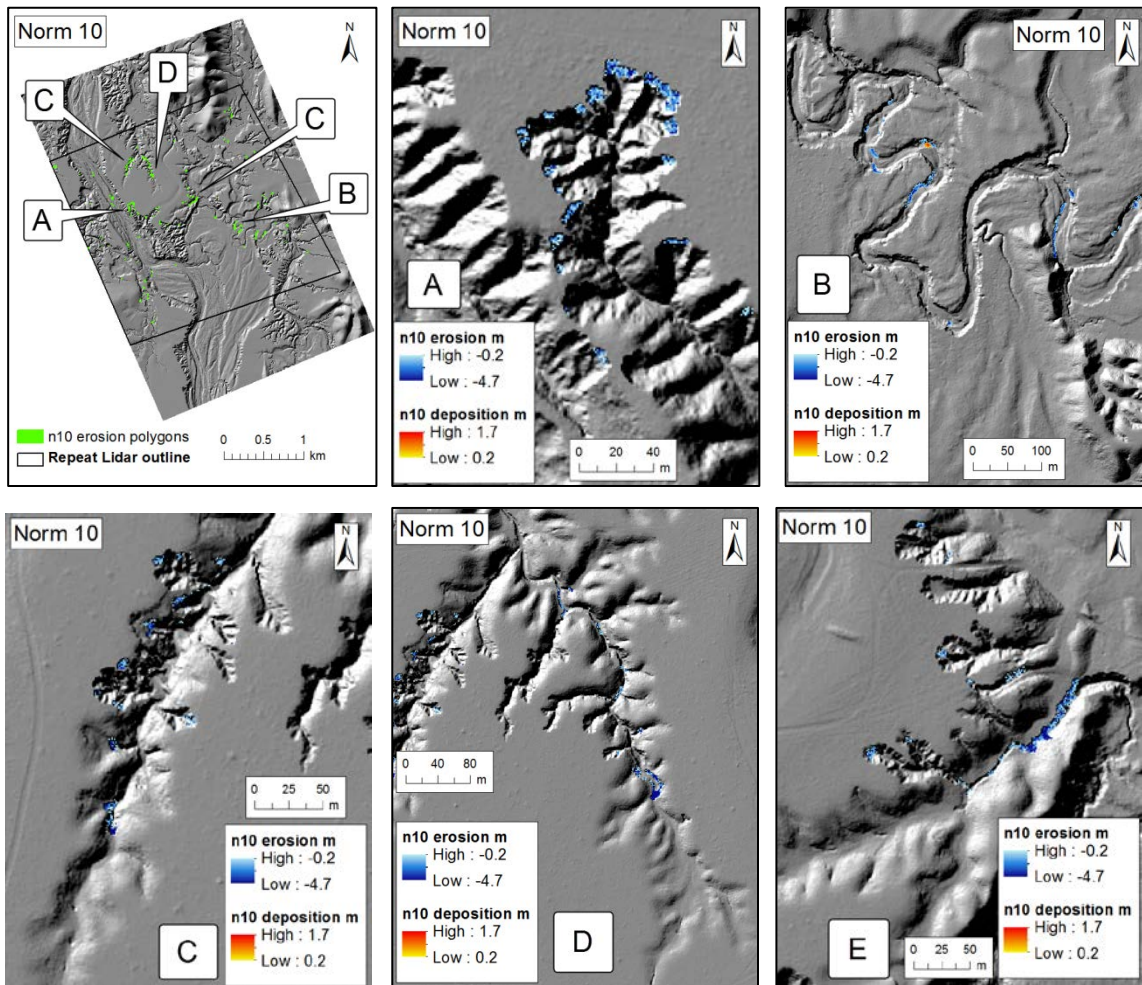 Norm 10
N
D
C
C
B
A
n10 erosion polygons
Repeat Lidar outline
0 0.5 1
km
Norm 10
N
A
n10 erosion m
High : -0.2
Low : -4.7
n10 deposition m
High : 1.7
Low : 0.2
0 20 40
m
Norm 10
N
B
n10 erosion m
High : -0.2
Low : -4.7
n10 deposition m
High : 1.7
Low : 0.2
0 50 100
m
Norm 10
N
0 25 50
m
n10 erosion m
High : -0.2
Low : -4.7
n10 deposition m
High : 1.7
Low : 0.2
C
Norm 10
N
0 40 80
m
n10 erosion m
High : -0.2
Low : -4.7
n10 deposition m
High : 1.7
Low : 0.2
D
Norm 10
N
n10 erosion m
High : -0.2
Low : -4.7
n10 deposition m
High : 1.7
Low : 0.2
E
0 25 50
m